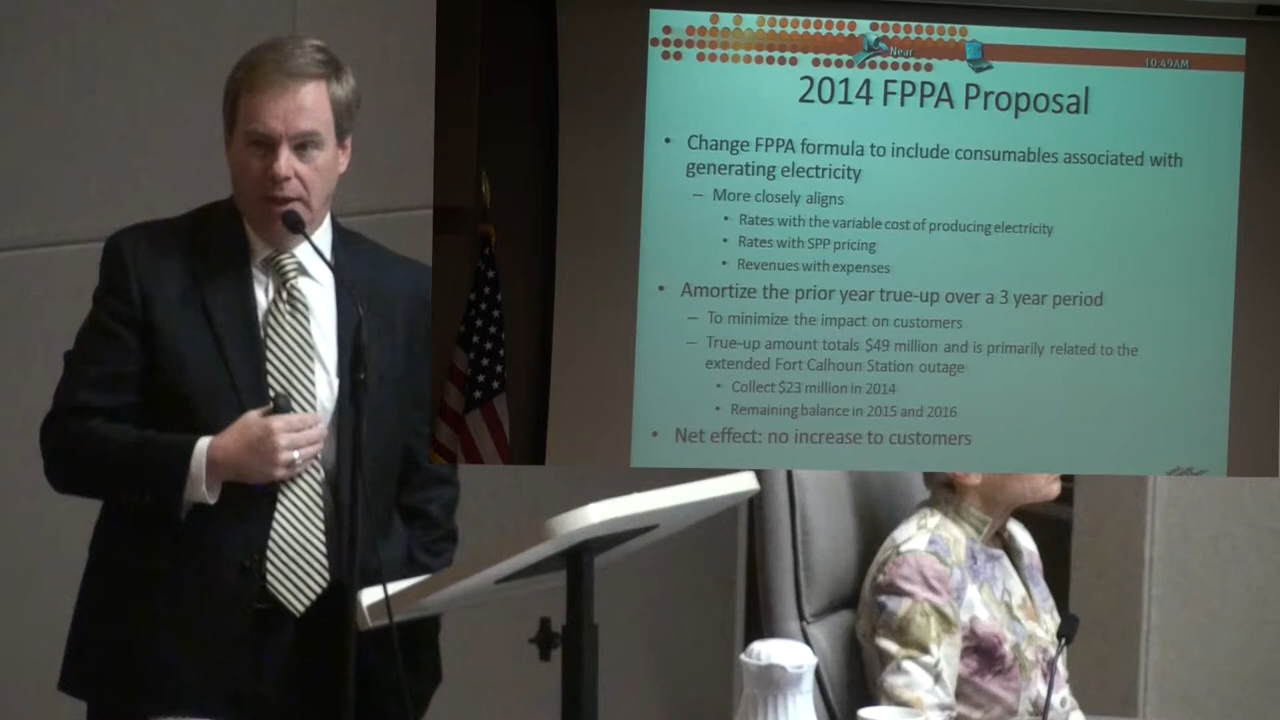 Near
10:49AM
2014 FPPA Proposal
• Change FPPA formula to include consumables associated with
generating electricity
– More closely aligns
• Rates with the variable cost of producing electricity
• Rates with SPP pricing
• Revenues with expenses
• Amortize the prior year true-up over a 3 year period
– To minimize the impact on customers
– True-up amount totals $49 million and is primarily related to the
extended Fort Calhoun Station outage
• Collect $23 million in 2014
• Remaining balance in 2015 and 2016
• Net effect: no increase to customers